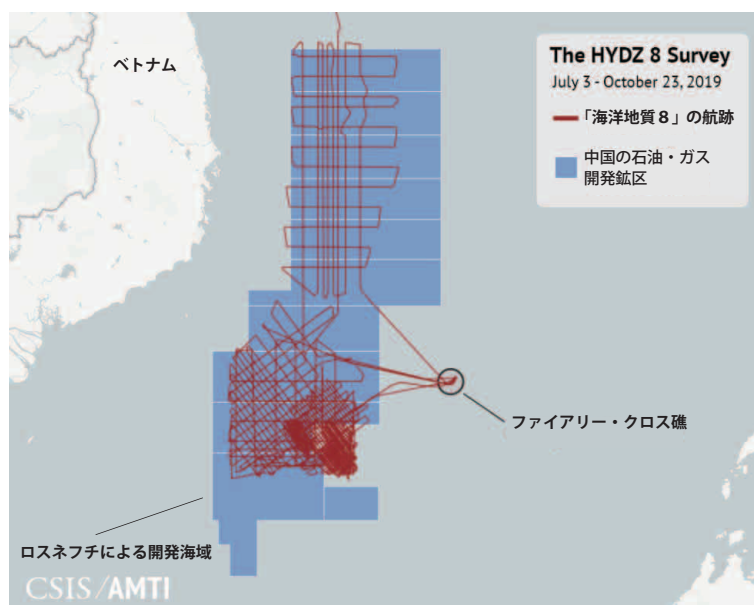 ベトナム
The HYDZ 8 Survey
July 3 - October 23, 2019
「海洋地質８」の航跡
中国の石油・ガス
開発鉱区
ファイアリー・クロス礁
ロスネフチによる開発海域
CSIS/AMTI